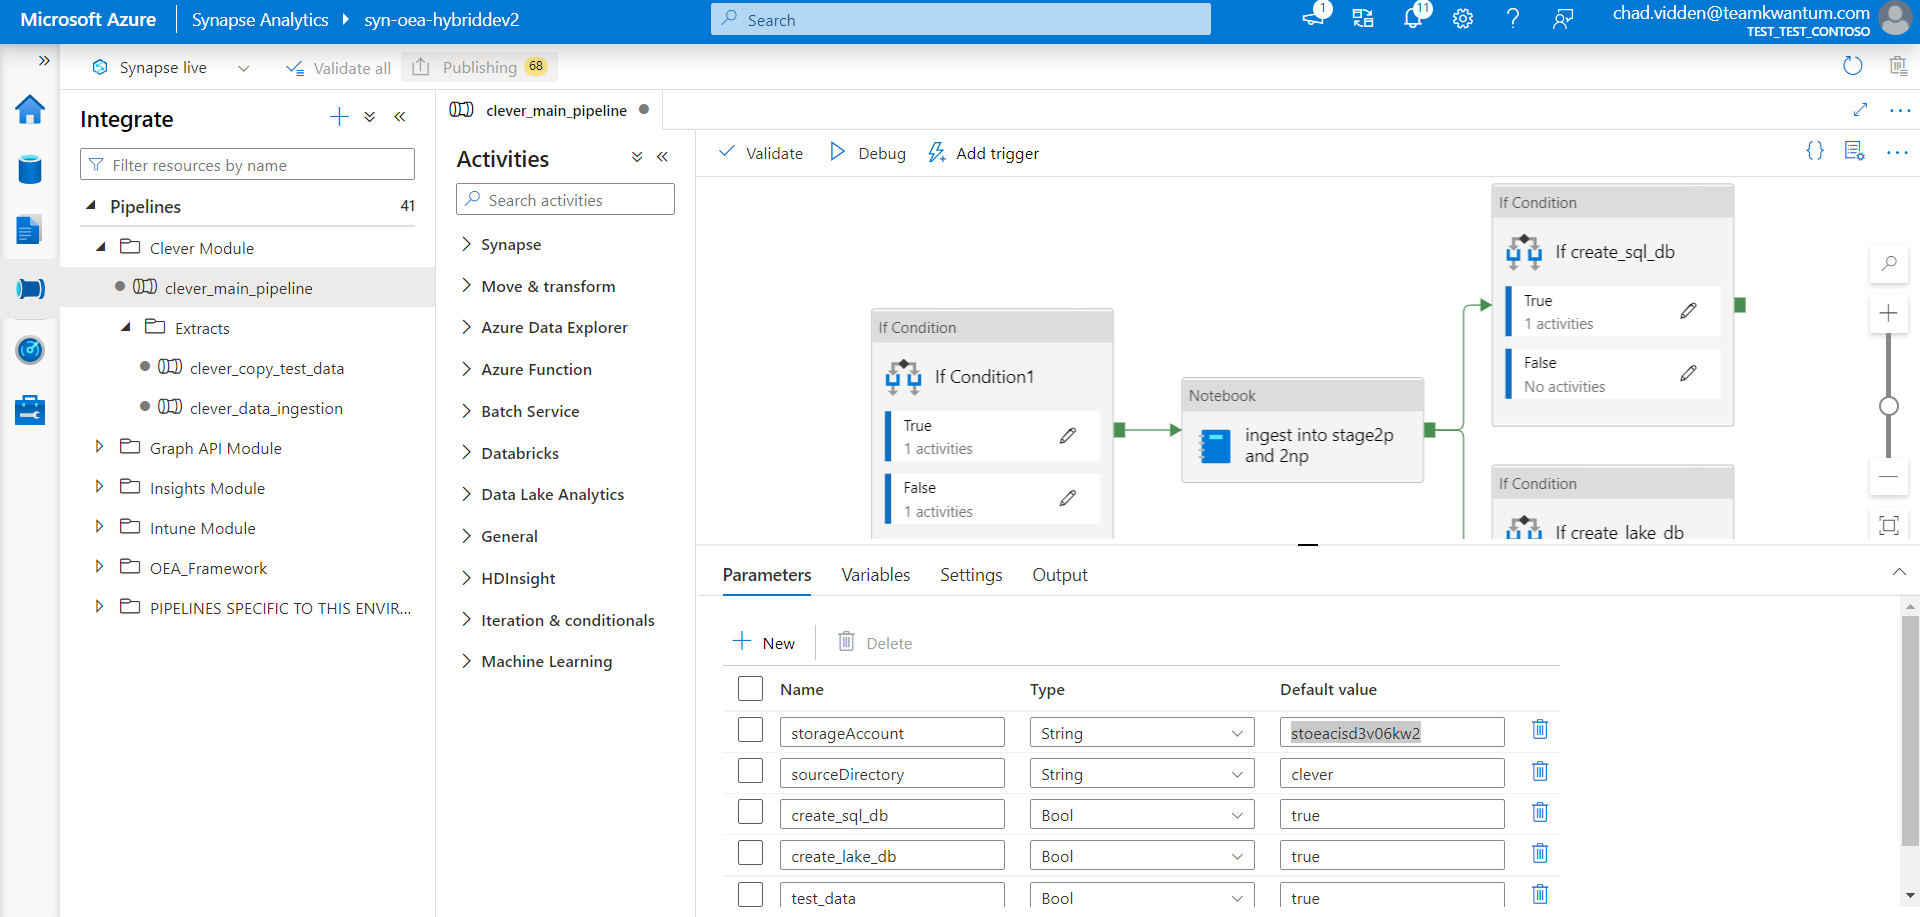 Microsoft Azure
Synapse Analytics
syn-oea-hybriddev2
Search
1
11
chad.vidden@teamkwantum.com
TEST_TEST_CONTOSO
Synapse live
Validate all
Publishing
68
Integrate
Filter resources by name
Pipelines
41
Clever Module
clever_main_pipeline
Extracts
clever_copy_test_data
clever_data_ingestion
Graph API Module
Insights Module
Intune Module
OEA_Framework
PIPELINES SPECIFIC TO THIS ENVIR...
clever_main_pipeline
Activities
Search activities
Synapse
Move & transform
Azure Data Explorer
Azure Function
Batch Service
Databricks
Data Lake Analytics
General
HDInsight
Iteration & conditionals
Machine Learning
Validate
Debug
Add trigger
If Condition
If Condition1
True
1 activities
False
1 activities
Notebook
ingest into stage2p
and 2np
If Condition
If create_sql_db
True
1 activities
False
No activities
If Condition
If create_lake_db
Parameters
Variables
Settings
Output
New
Delete
Name
Type
Default value
storageAccount
String
stoeacisd3v06kw2
sourceDirectory
String
clever
create_sql_db
Bool
true
create_lake_db
Bool
true
test_data
Bool
true